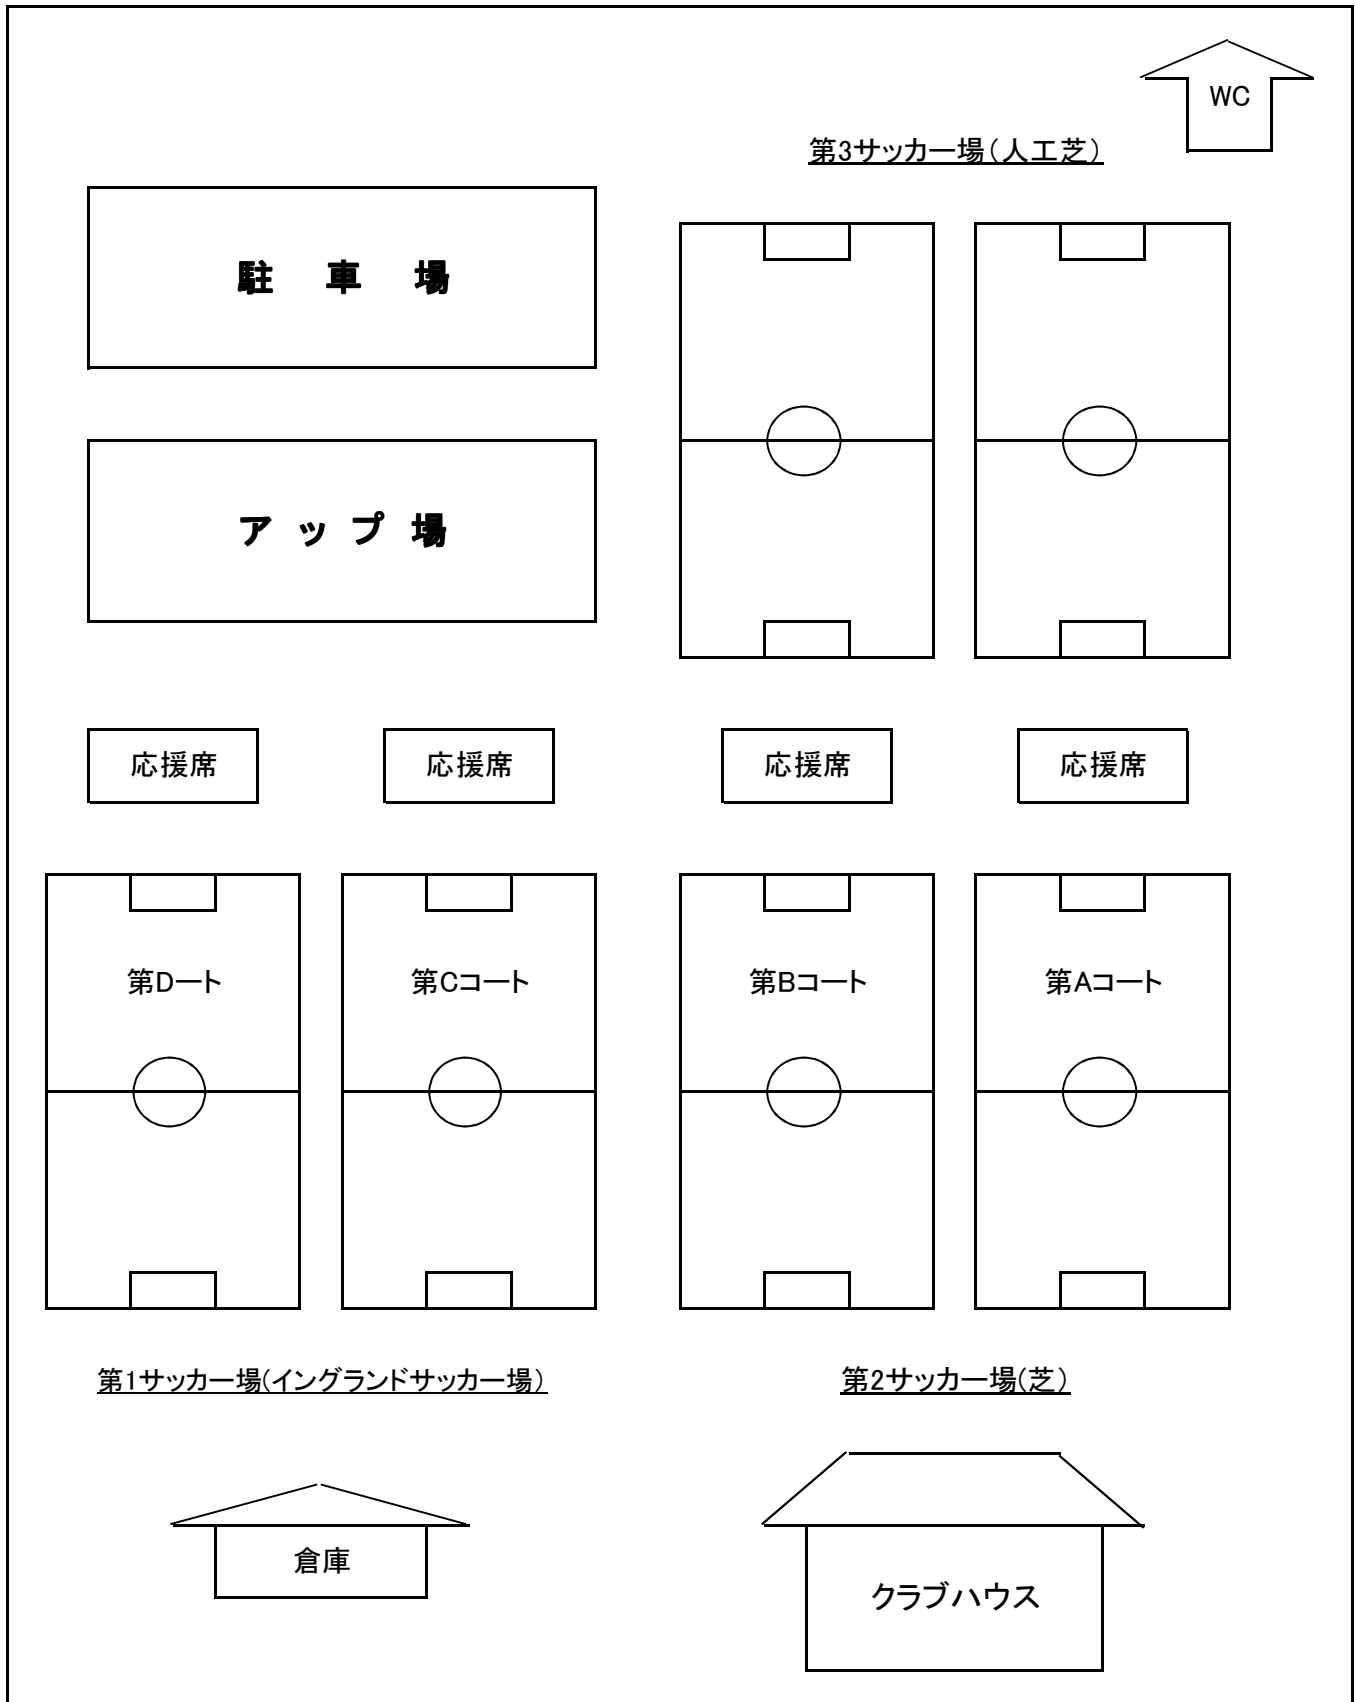 WC
第3サッカー場（人工芝）
駐　車　場
ア ッ プ 場
応援席
応援席
応援席
応援席
第Dート
第Cコート
第Bコート
第Aコート
第1サッカー場(イングランドサッカー場）
第2サッカー場(芝）
倉庫
クラブハウス